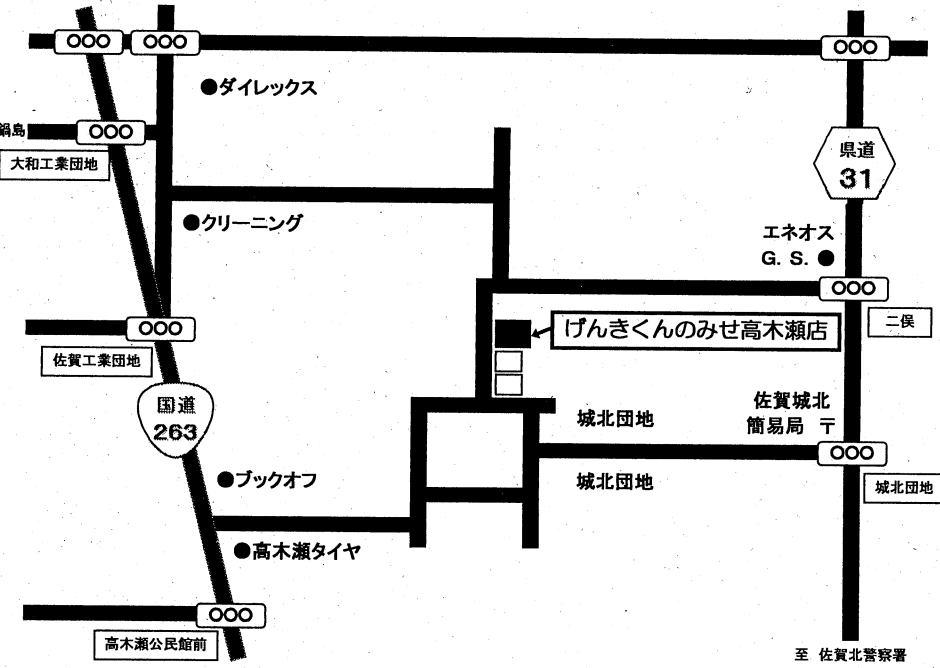 ●ダイレックス
鍋島
大和工業団地
県道
31
●クリーニング
エネオス
G. S. ●
二俣
げんきくんのみせ高木瀬店
佐賀工業団地
国道
263
佐賀城北
簡易局 〒
城北団地
城北団地
城北団地
●ブックオフ
●高木瀬タイヤ
高木瀬公民館前
至 佐賀北警察署